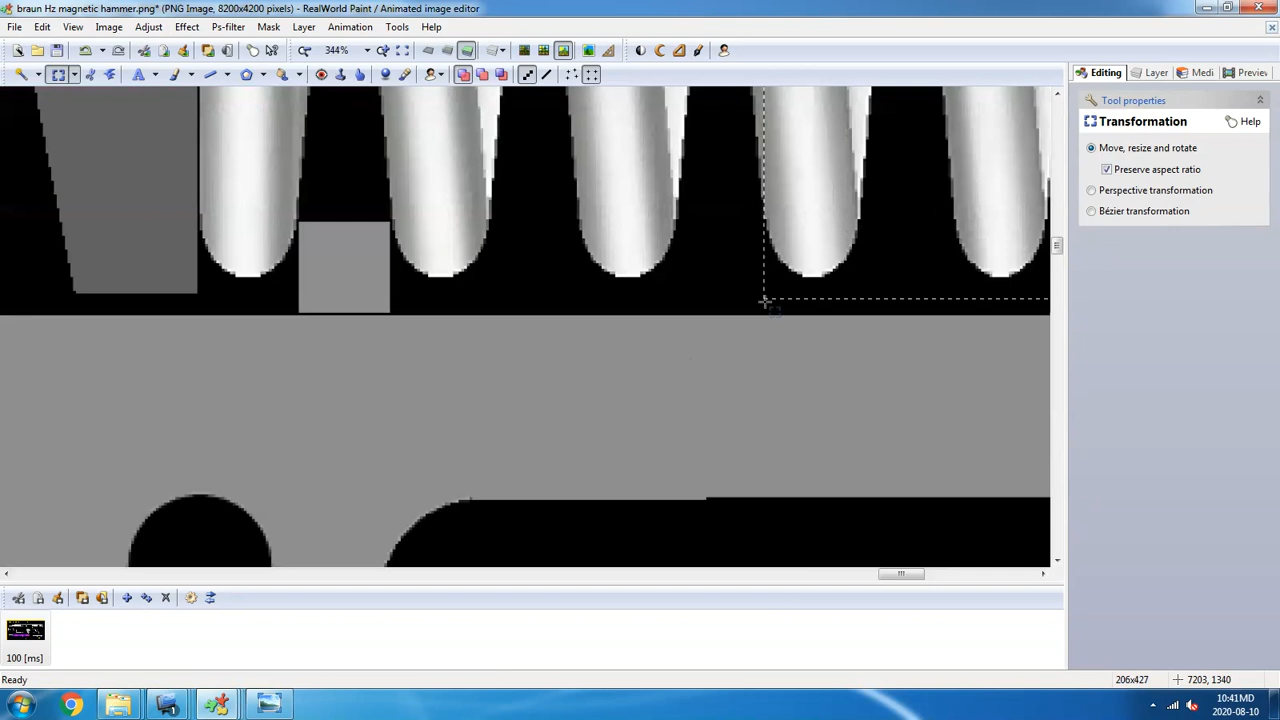 braun Hz magnetic hammer.png* (PNG Image, 8200x4200 pixels) - RealWorld Paint / Animated image editor
File Edit View Image Adjust Effect Ps-filter Mask Layer Animation Tools Help
344%
Editing Layer Medi Previe
Tool properties
Transformation Help
Move, resize and rotate
Preserve aspect ratio
Perspective transformation
Bézier transformation
100 [ms]
Ready 206x427 7203, 1340
10:41MD
2020-08-10